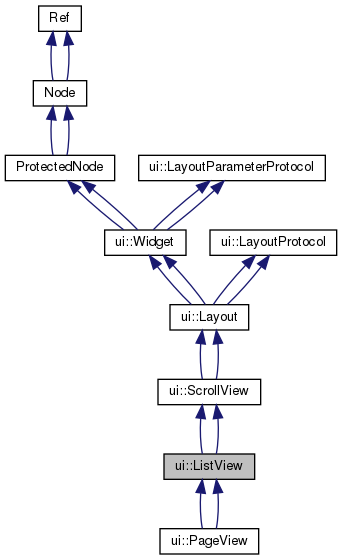 Ref
Node
ProtectedNode
ui::LayoutParameterProtocol
ui::Widget
ui::LayoutProtocol
ui::Layout
ui::ScrollView
ui::ListView
ui::PageView